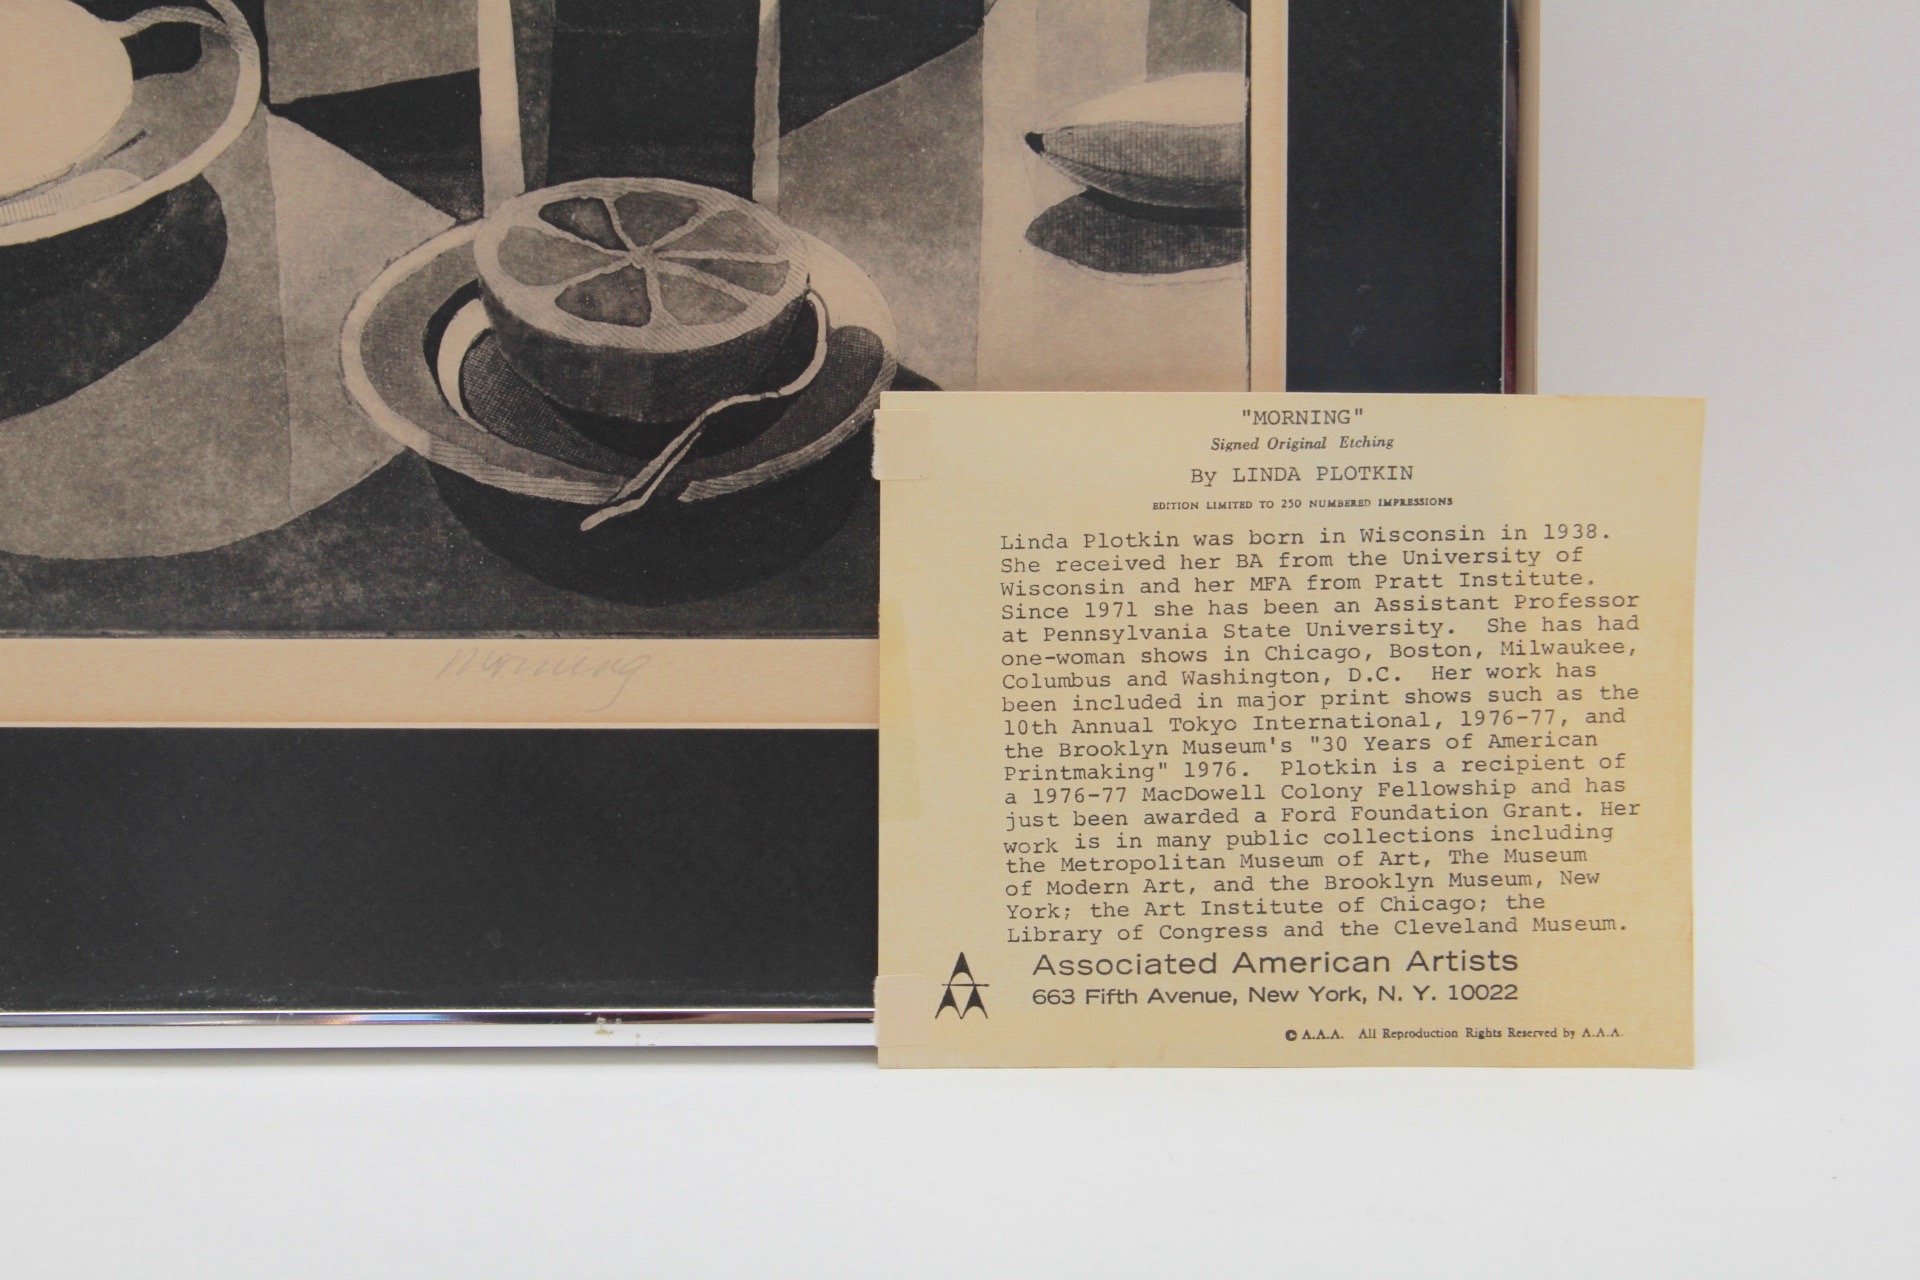 Morning
"MORNING"
Signed Original Etching
By LINDA PLOTKIN
EDITION LIMITED TO 250 NUMBERED IMPRESSIONS
Linda Plotkin was born in Wisconsin in 1938.
She received her BA from the University of
Wisconsin and her MFA from Pratt Institute.
Since 1971 she has been an Assistant Professor
at Pennsylvania State University. She has had
one-woman shows in Chicago, Boston, Milwaukee,
Columbus and Washington, D.C. Her work has
been included in major print shows such as the
10th Annual Tokyo International, 1976-77, and
the Brooklyn Museum's "30 Years of American
Printmaking" 1976. Plotkin is a recipient of
a 1976-77 MacDowell Colony Fellowship and has
just been awarded a Ford Foundation Grant. Her
work is in many public collections including
the Metropolitan Museum of Art, The Museum
of Modern Art, and the Brooklyn Museum, New
York; the Art Institute of Chicago; the
Library of Congress and the Cleveland Museum.
Associated American Artists
663 Fifth Avenue, New York, N. Y. 10022
© A.A.A. All Reproduction Rights Reserved by A.A.A.